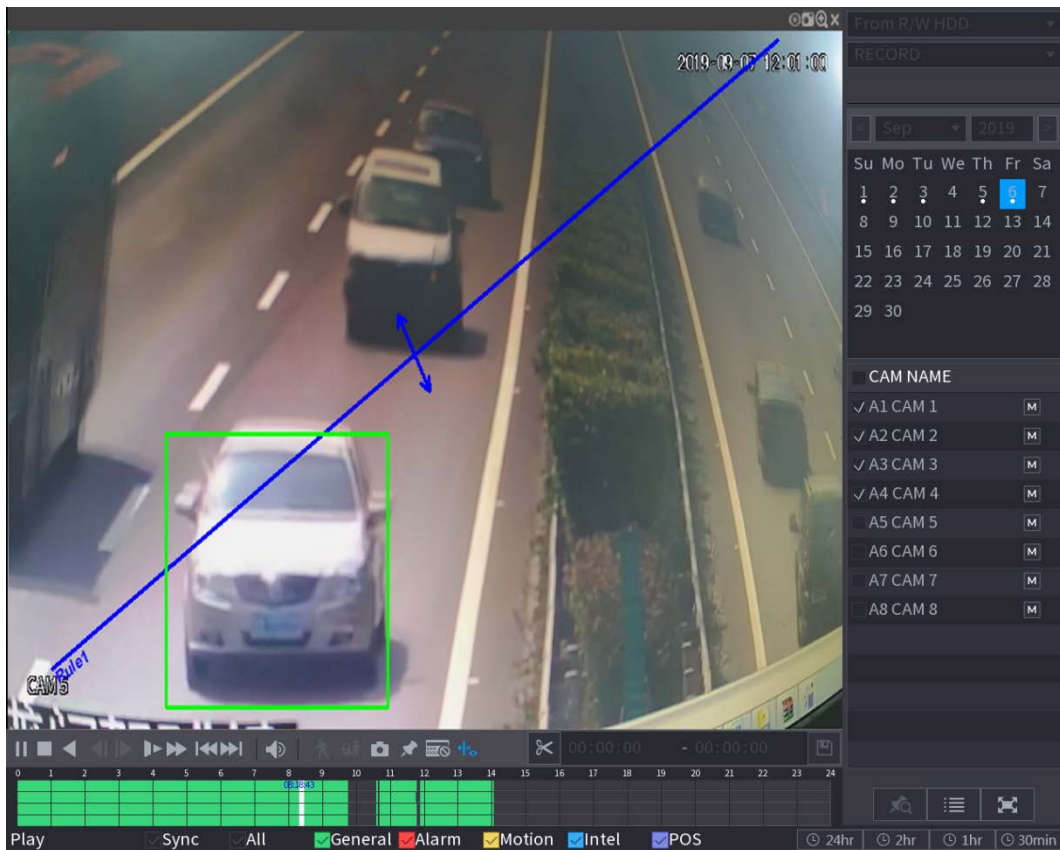 From R/W HDD
RECORD
2019-09-07 12:01:00
Sep 2019
Su Mo Tu We Th Fr Sa
1 2 3 4 5 6 7
8 9 10 11 12 13 14
15 16 17 18 19 20 21
22 23 24 25 26 27 28
29 30
CAM NAME
A1 CAM 1 M
A2 CAM 2 M
A3 CAM 3 M
A4 CAM 4 M
A5 CAM 5 M
A6 CAM 6 M
A7 CAM 7 M
A8 CAM 8 M
Rule1
CAM5
00:00:00 - 00:00:00
0 1 2 3 4 5 6 7 8 9 10 11 12 13 14 15 16 17 18 19 20 21 22 23 24
08:18:43
Play Sync All General Alarm Motion Intel POS 24hr 2hr 1hr 30min